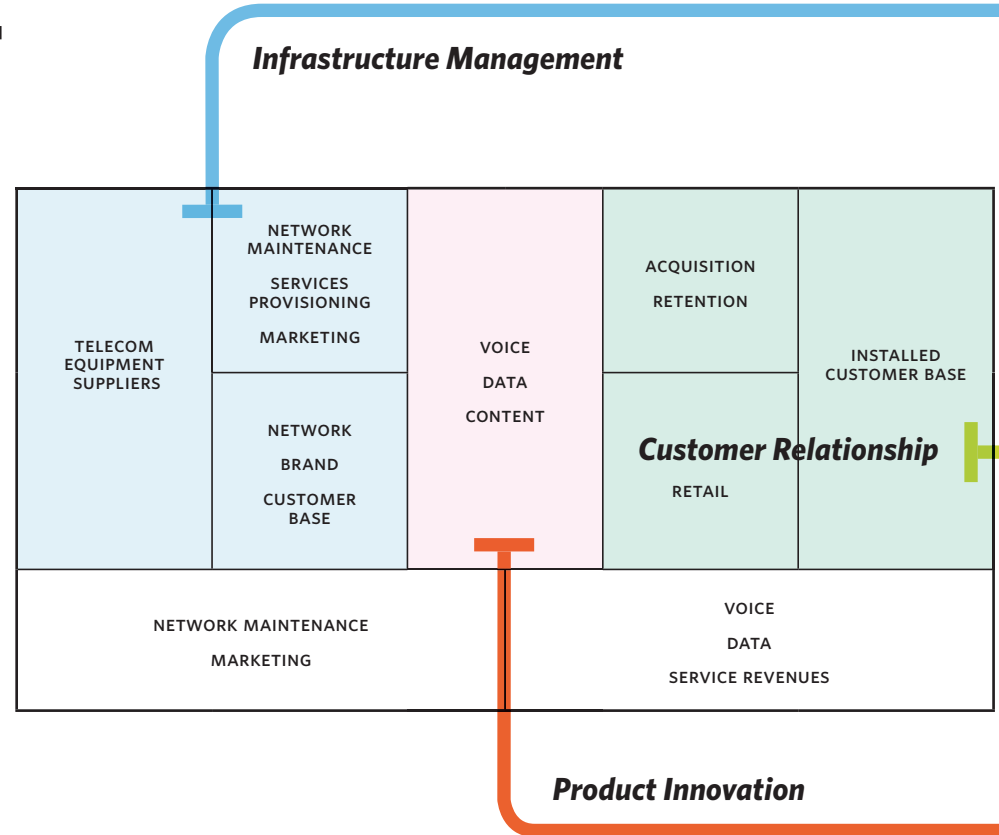 Infrastructure Management
TELECOM
EQUIPMENT
SUPPLIERS
NETWORK
MAINTENANCE
SERVICES
PROVISIONING
MARKETING
NETWORK
BRAND
CUSTOMER
BASE
VOICE
DATA
CONTENT
ACQUISITION
RETENTION
Customer Relationship
RETAIL
INSTALLED
CUSTOMER BASE
NETWORK MAINTENANCE
MARKETING
VOICE
DATA
SERVICE REVENUES
Product Innovation